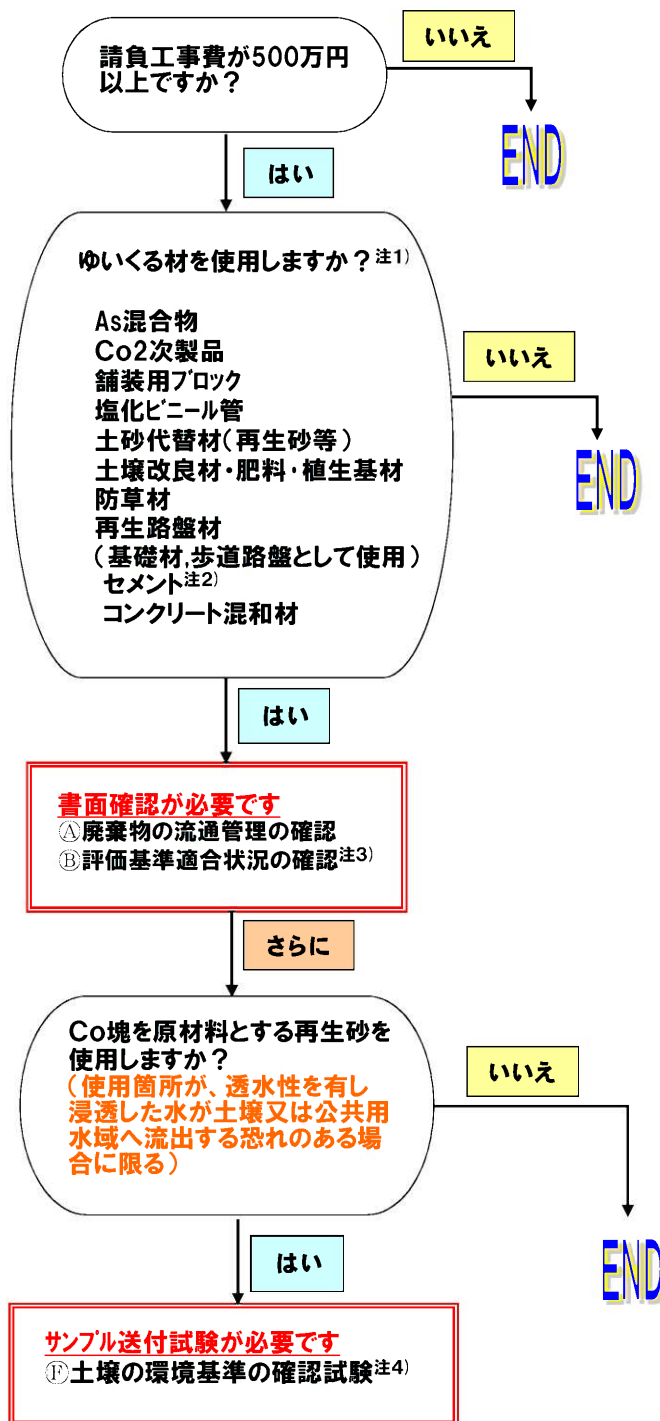 請負工事費が500万円
以上ですか？
いいえ
END
はい
ゆいくる材を使用しますか？注1)
As混合物
Co2次製品
舗装用ブロック
塩化ビニール管
土砂代替材（再生砂等）
土壌改良材・肥料・植生基材
防草材
再生路盤材
（基礎材,歩道路盤として使用）
セメント注2)
コンクリート混和材
いいえ
END
はい
書面確認が必要です
Ⓐ廃棄物の流通管理の確認
Ⓑ評価基準適合状況の確認注3)
さらに
Co塊を原材料とする再生砂を
使用しますか？
（使用箇所が、透水性を有し
浸透した水が土壌又は公共用
水域へ流出する恐れのある場
合に限る）
いいえ
END
はい
サンプル送付試験が必要です
Ⓕ土壌の環境基準の確認試験注4)